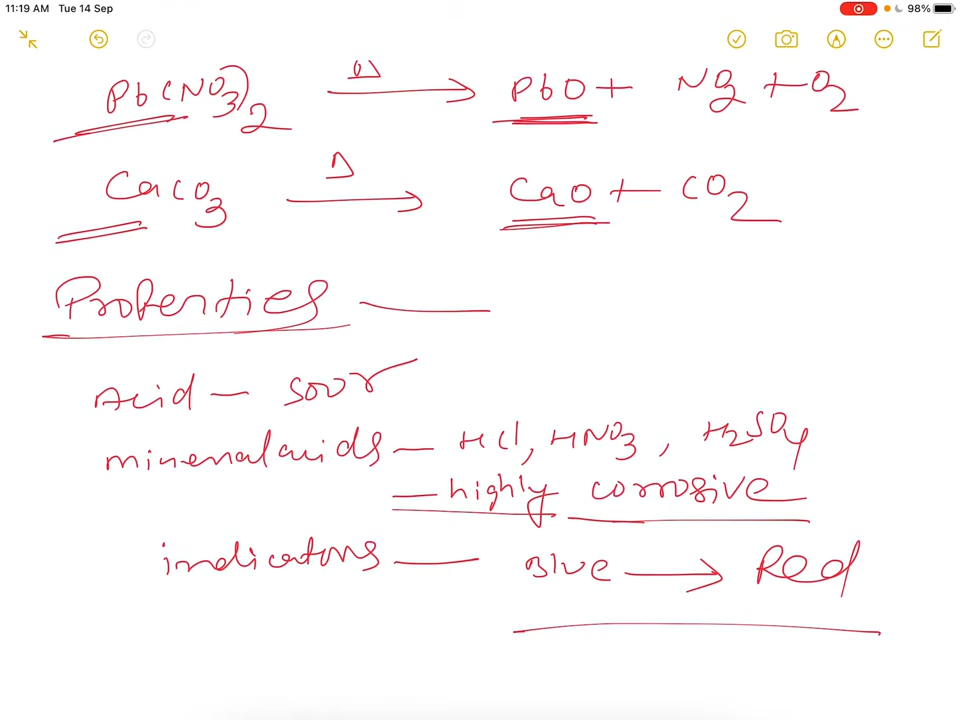 11:19 AM Tue 14 Sep 98%
Pb(NO3)2 Δ → PbO + NO2 + O2
CaCO3 Δ → CaO + CO2
Properties —
Acid — Sour
mineral acids — HCl, HNO3, H2SO4
— highly corrosive
indicators — Blue → Red